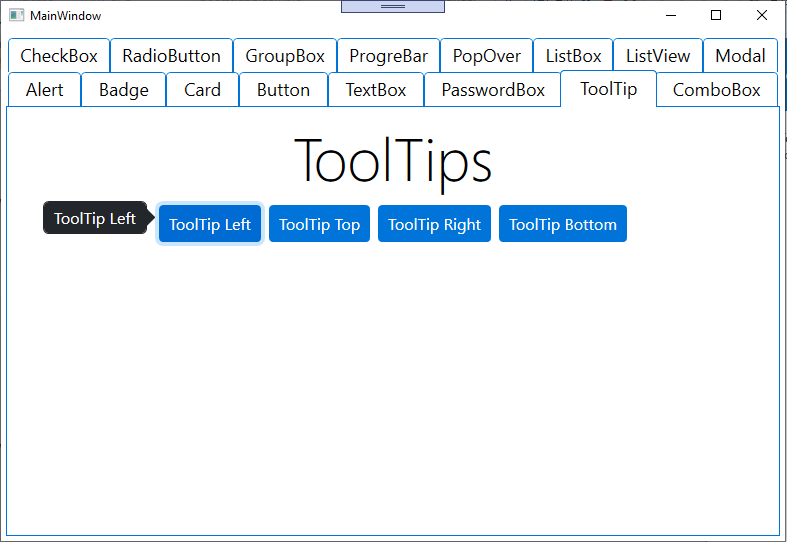 MainWindow
CheckBox RadioButton GroupBox ProgreBar PopOver ListBox ListView Modal
Alert Badge Card Button TextBox PasswordBox ToolTip ComboBox
ToolTips
ToolTip Left ToolTip Left ToolTip Top ToolTip Right ToolTip Bottom